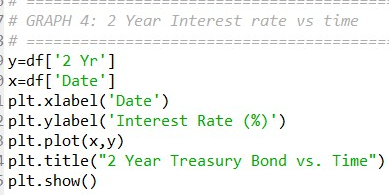 # ==========================================
# GRAPH 4: 2 Year Interest rate vs time
# ==========================================
y=df['2 Yr']
x=df['Date']
plt.xlabel('Date')
plt.ylabel('Interest Rate (%)')
plt.plot(x,y)
plt.title("2 Year Treasury Bond vs. Time")
plt.show()